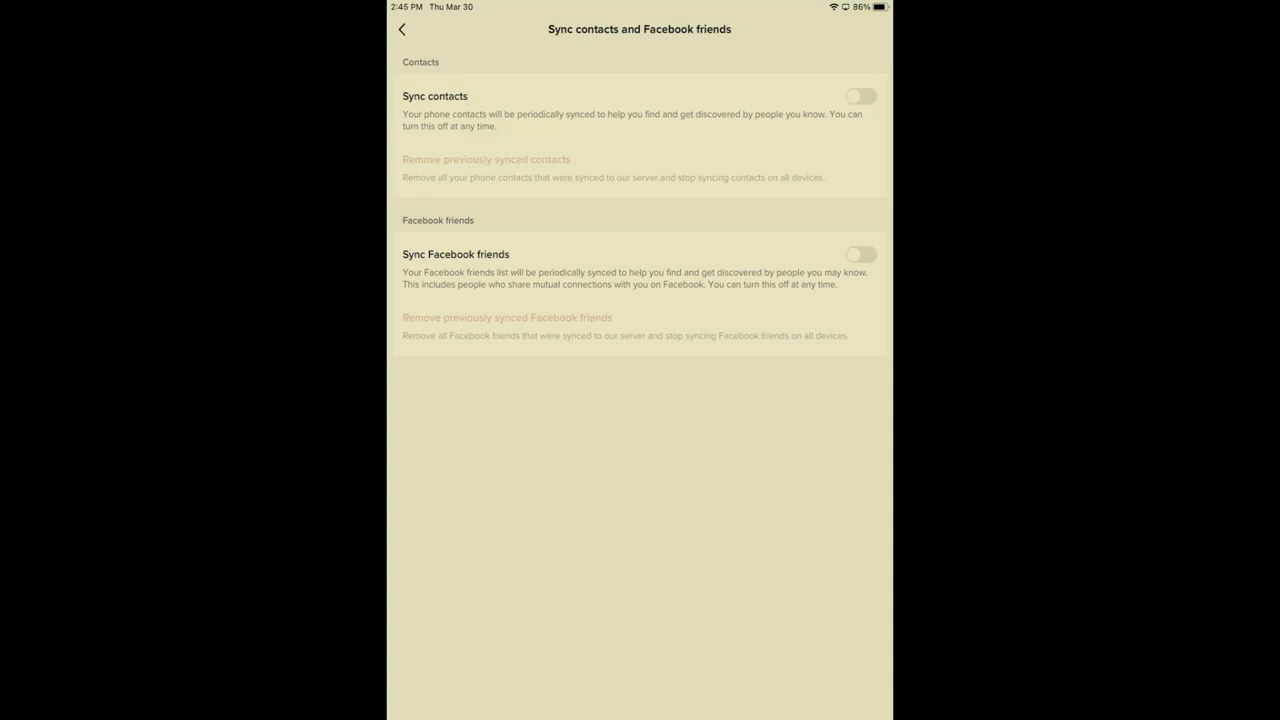 2:45 PM Thu Mar 30 86%
Sync contacts and Facebook friends
Contacts
Sync contacts
Your phone contacts will be periodically synced to help you find and get discovered by people you know. You can
turn this off at any time.
Remove previously synced contacts
Remove all your phone contacts that were synced to our server and stop syncing contacts on all devices.
Facebook friends
Sync Facebook friends
Your Facebook friends list will be periodically synced to help you find and get discovered by people you may know.
This includes people who share mutual connections with you on Facebook. You can turn this off at any time.
Remove previously synced Facebook friends
Remove all Facebook friends that were synced to our server and stop syncing Facebook friends on all devices.